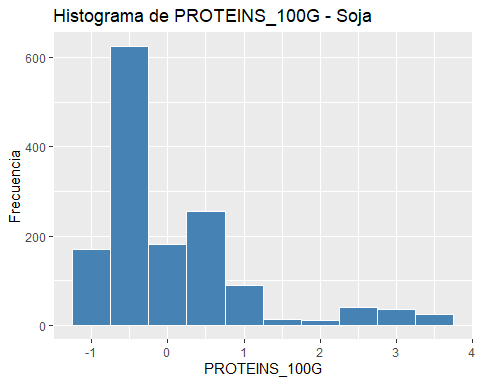 Histograma de PROTEINS_100G - Soja
Frecuencia
600
400
200
0
-1 0 1 2 3 4
PROTEINS_100G